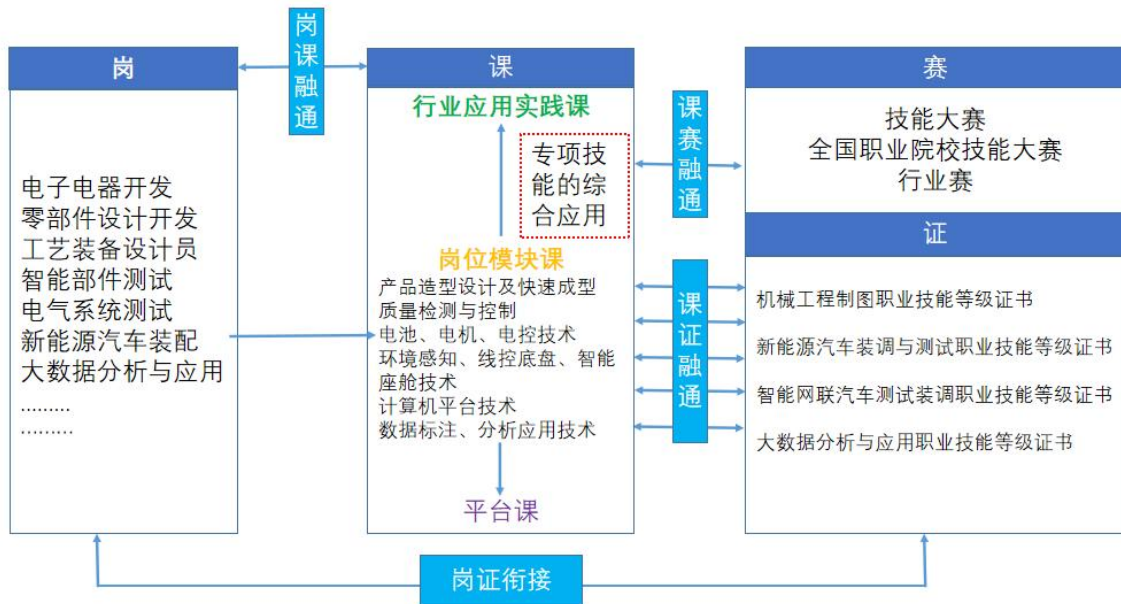 岗
电子电器开发
零部件设计开发
工艺装备设计员
智能部件测试
电气系统测试
新能源汽车装配
大数据分析与应用
.........
.........
岗课融通
课
行业应用实践课
专项技
能的综
合应用
岗位模块课
产品造型设计及快速成型
质量检测与控制
电池、电机、电控技术
环境感知、线控底盘、智能
座舱技术
计算机平台技术
数据标注、分析应用技术
平台课
课赛融通
课证融通
赛
技能大赛
全国职业院校技能大赛
行业赛
证
机械工程制图职业技能等级证书
新能源汽车装调与测试职业技能等级证书
智能网联汽车测试装调职业技能等级证书
大数据分析与应用职业技能等级证书
岗证衔接